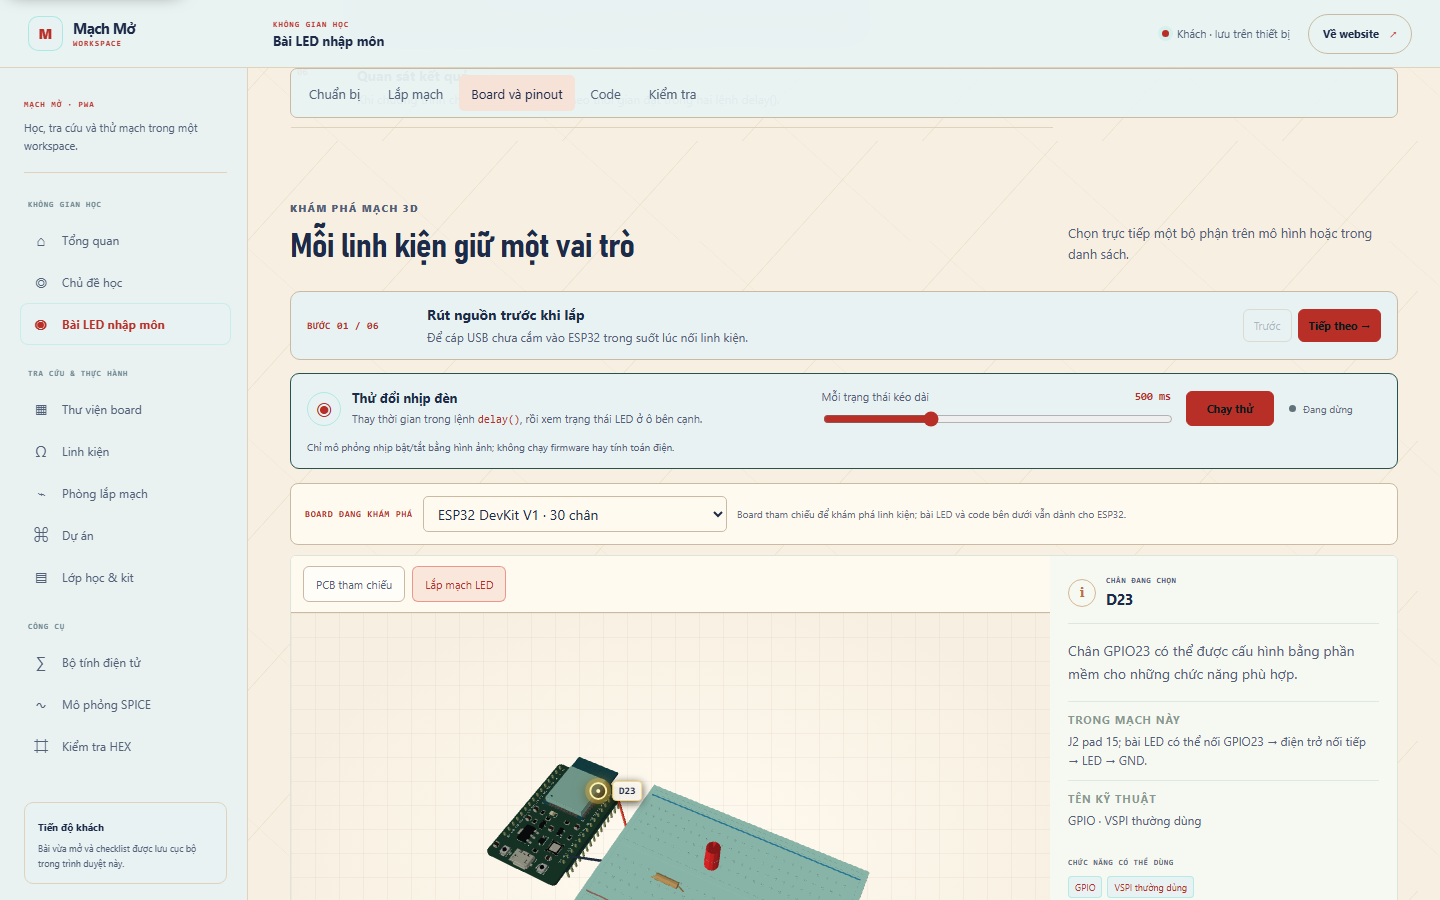 M
Mạch Mở
WORKSPACE
KHÔNG GIAN HỌC
Bài LED nhập môn
Khách · lưu trên thiết bị
Về website ↗
MẠCH MỞ · PWA
Học, tra cứu và thử mạch trong một
workspace.
KHÔNG GIAN HỌC
Tổng quan
Chủ đề học
Bài LED nhập môn
TRA CỨU & THỰC HÀNH
Thư viện board
Linh kiện
Phòng lắp mạch
Dự án
Lớp học & kit
CÔNG CỤ
Bộ tính điện tử
Mô phỏng SPICE
Kiểm tra HEX
Tiến độ khách
Bài vừa mở và checklist được lưu cục bộ
trong trình duyệt này.
Quan sát kết quả
Chuẩn bị
Lắp mạch
Board và pinout
Code
Kiểm tra
KHÁM PHÁ MẠCH 3D
Mỗi linh kiện giữ một vai trò
Chọn trực tiếp một bộ phận trên mô hình hoặc trong
danh sách.
BƯỚC 01 / 06
Rút nguồn trước khi lắp
Để cáp USB chưa cắm vào ESP32 trong suốt lúc nối linh kiện.
Trước
Tiếp theo →
Thử đổi nhịp đèn
Thay thời gian trong lệnh delay(), rồi xem trạng thái LED ở ô bên cạnh.
Mỗi trạng thái kéo dài
500 ms
Chạy thử
Đang dừng
Chỉ mô phỏng nhịp bật/tắt bằng hình ảnh; không chạy firmware hay tính toán điện.
BOARD ĐANG KHÁM PHÁ
ESP32 DevKit V1 · 30 chân
Board tham chiếu để khám phá linh kiện; bài LED và code bên dưới vẫn dành cho ESP32.
PCB tham chiếu
Lắp mạch LED
D23
i
CHÂN ĐANG CHỌN
D23
Chân GPIO23 có thể được cấu hình bằng phần
mềm cho những chức năng phù hợp.
TRONG MẠCH NÀY
J2 pad 15; bài LED có thể nối GPIO23 → điện trở nối tiếp
→ LED → GND.
TÊN KỸ THUẬT
GPIO · VSPI thường dùng
CHỨC NĂNG CÓ THỂ DÙNG
GPIO
VSPI thường dùng